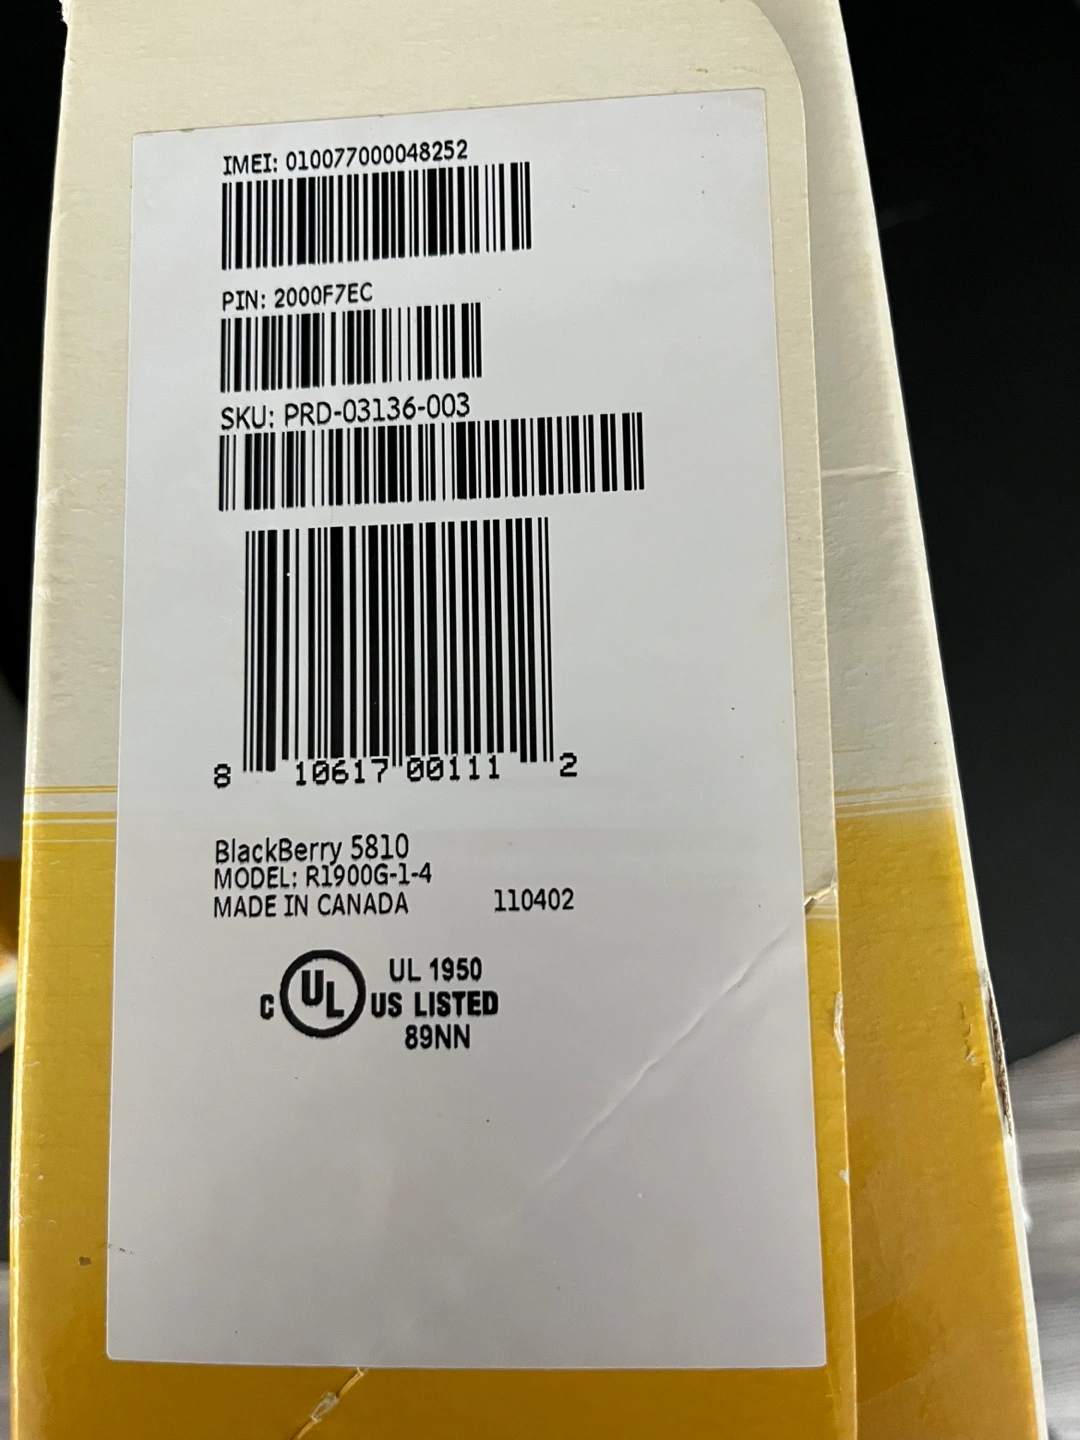 IMEI: 010077000048252
PIN: 2000F7EC
SKU: PRD-03136-003
8 10617 00111 2
BlackBerry 5810
MODEL: R1900G-1-4
MADE IN CANADA 110402
UL 1950
C UL US LISTED
89NN